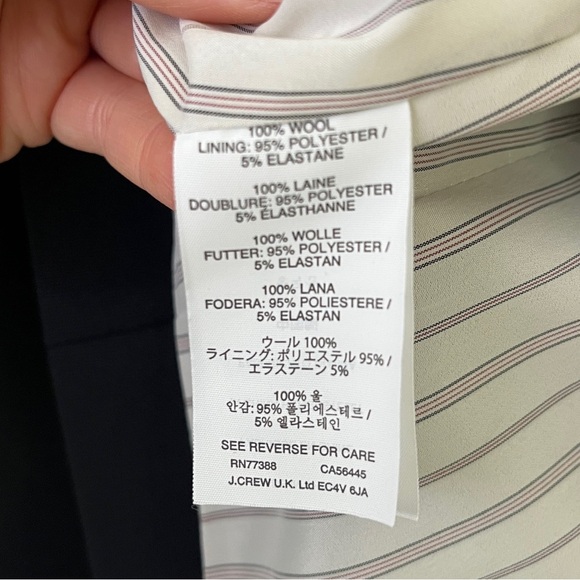 100% WOOL
LINING: 95% POLYESTER /
5% ELASTANE
100% LAINE
DOUBLURE: 95% POLYESTER
5% ÉLASTHANNE
100% WOLLE
FUTTER: 95% POLYESTER /
5% ELASTAN
100% LANA
FODERA: 95% POLIESTERE /
5% ELASTAN
ウール 100%
ライニング: ポリエステル 95% /
エラステーン 5%
100% 울
안감: 95% 폴리에스테르 /
5% 엘라스테인
SEE REVERSE FOR CARE
RN77388 CA56445
J.CREW U.K. Ltd EC4V 6JA